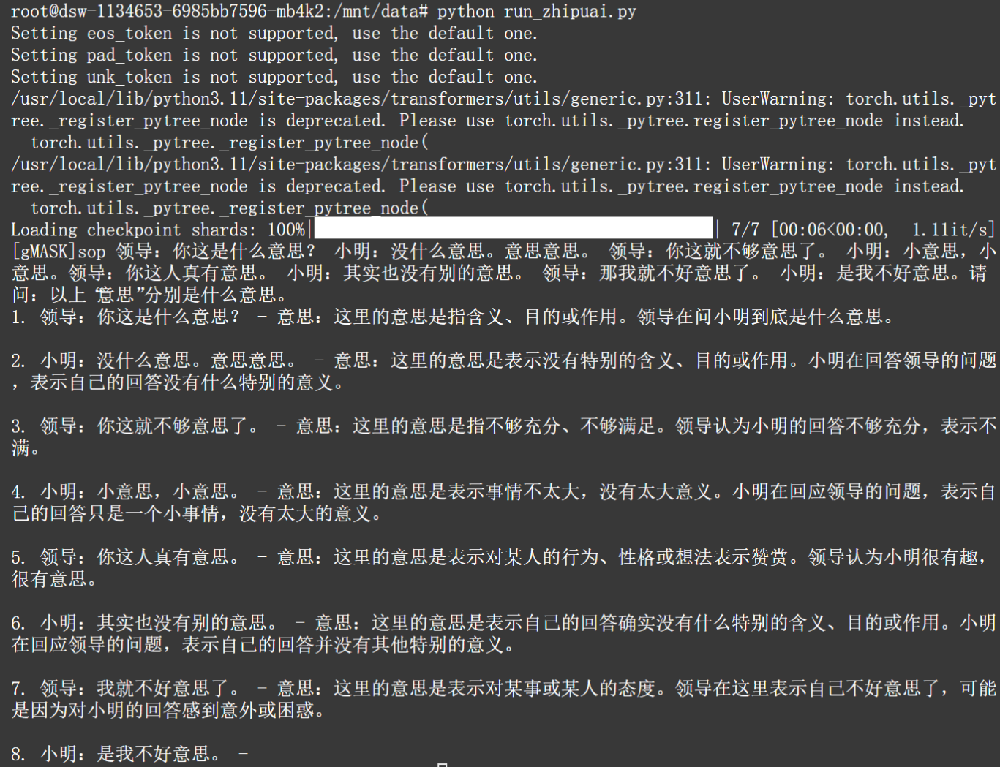 root@dsw-1134653-6985bb7596-mb4k2:/mnt/data# python run_zhipuai.py
Setting eos_token is not supported, use the default one.
Setting pad_token is not supported, use the default one.
Setting unk_token is not supported, use the default one.
/usr/local/lib/python3.11/site-packages/transformers/utils/generic.py:311: UserWarning: torch.utils._pyt
ree._register_pytree_node is deprecated. Please use torch.utils._pytree.register_pytree_node instead.
  torch.utils._pytree._register_pytree_node(
/usr/local/lib/python3.11/site-packages/transformers/utils/generic.py:311: UserWarning: torch.utils._pyt
ree._register_pytree_node is deprecated. Please use torch.utils._pytree.register_pytree_node instead.
  torch.utils._pytree._register_pytree_node(
Loading checkpoint shards: 100%| | 7/7 [00:06<00:00,  1.11it/s]
[gMASK]sop 领导：你这是什么意思？ 小明：没什么意思。意思意思。 领导：你这就不够意思了。 小明：小意思，小
意思。领导：你这人真有意思。 小明：其实也没有别的意思。 领导：那我就不好意思了。 小明：是我不好意思。请
问：以上“意思”分别是什么意思。
1. 领导：你这是什么意思？ - 意思：这里的意思是指含义、目的或作用。领导在问小明到底是什么意思。
2. 小明：没什么意思。意思意思。 - 意思：这里的意思是表示没有特别的含义、目的或作用。小明在回答领导的问题
，表示自己的回答没有什么特别的意义。
3. 领导：你这就不够意思了。 - 意思：这里的意思是指不够充分、不够满足。领导认为小明的回答不够充分，表示不
满。
4. 小明：小意思，小意思。 - 意思：这里的意思是表示事情不太大，没有太大意义。小明在回应领导的问题，表示自
己的回答只是一个小事情，没有太大的意义。
5. 领导：你这人真有意思。 - 意思：这里的意思是表示对某人的行为、性格或想法表示赞赏。领导认为小明很有趣，
很有意思。
6. 小明：其实也没有别的意思。 - 意思：这里的意思是表示自己的回答确实没有什么特别的含义、目的或作用。小明
在回应领导的问题，表示自己的回答并没有其他特别的意义。
7. 领导：我就不好意思了。 - 意思：这里的意思是表示对某事或某人的态度。领导在这里表示自己不好意思了，可能
是因为对小明的回答感到意外或困惑。
8. 小明：是我不好意思。 -